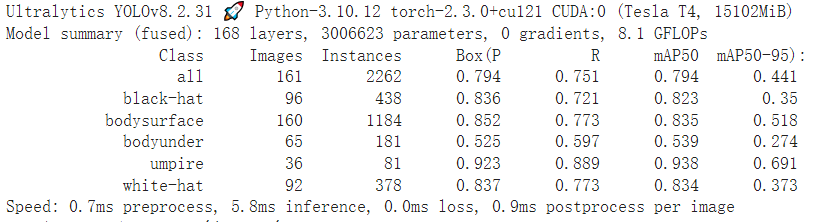 Ultralytics YOLOv8.2.31 🚀 Python-3.10.12 torch-2.3.0+cu121 CUDA:0 (Tesla T4, 15102MiB)
Model summary (fused): 168 layers, 3006623 parameters, 0 gradients, 8.1 GFLOPs
Class Images Instances Box(P R mAP50 mAP50-95):
all 161 2262 0.794 0.751 0.794 0.441
black-hat 96 438 0.836 0.721 0.823 0.35
bodysurface 160 1184 0.852 0.773 0.835 0.518
bodyunder 65 181 0.525 0.597 0.539 0.274
umpire 36 81 0.923 0.889 0.938 0.691
white-hat 92 378 0.837 0.773 0.834 0.373
Speed: 0.7ms preprocess, 5.8ms inference, 0.0ms loss, 0.9ms postprocess per image